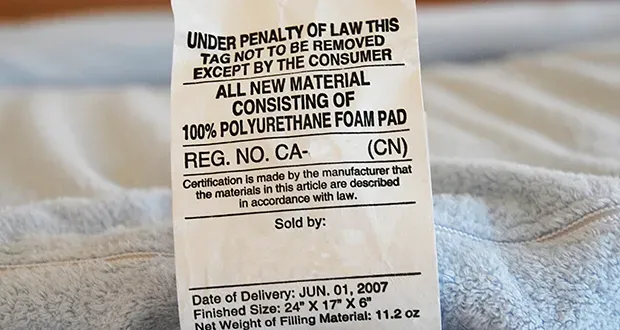 UNDER PENALTY OF LAW THIS
TAG NOT TO BE REMOVED
EXCEPT BY THE CONSUMER
ALL NEW MATERIAL
CONSISTING OF
100% POLYURETHANE FOAM PAD
REG. NO. CA- (CN)
Certification is made by the manufacturer that
the materials in this article are described
in accordance with law.
Sold by:
Date of Delivery: JUN. 01, 2007
Finished Size: 24" X 17" X 6"
Net Weight of Filling Material: 11.2 oz